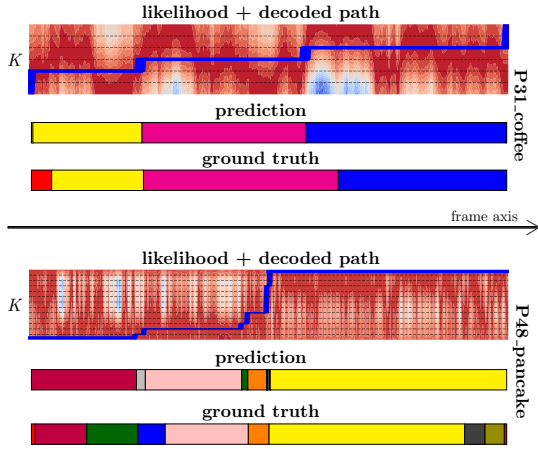 likelihood + decoded path
K
prediction
ground truth
P31_coffee
frame axis
likelihood + decoded path
K
prediction
ground truth
P48_pancake